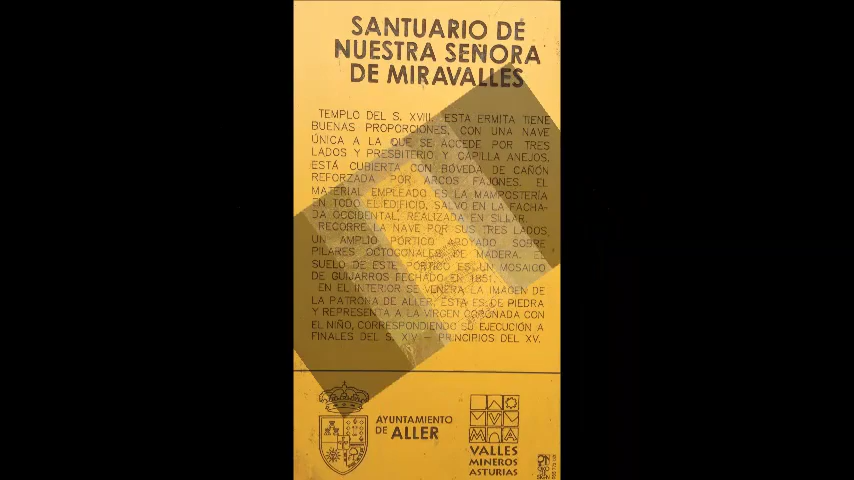 SANTUARIO DE
NUESTRA SEÑORA
DE MIRAVALLES
TEMPLO DEL S. XVIII, ESTA ERMITA TIENE
BUENAS PROPORCIONES, CON UNA NAVE
ÚNICA A LA QUE SE ACCEDE POR TRES
LADOS Y PRESBITERIO Y CAPILLA ANEJOS.
ESTÁ CUBIERTA CON BÓVEDA DE CAÑÓN
REFORZADA POR ARCOS FAJONES. EL
MATERIAL EMPLEADO ES LA MAMPOSTERÍA
EN TODO EL EDIFICIO, SALVO EN LA FACHA-
DA OCCIDENTAL, REALIZADA EN SILLAR.
RECORRE LA NAVE POR SUS TRES LADOS,
UN AMPLIO PÓRTICO APOYADO SOBRE
PILARES OCTOGONALES DE MADERA. EL
SUELO DE ESTE PÓRTICO ES UN MOSAICO
DE GUIJARROS FECHADO EN 1851.
EN EL INTERIOR SE VENERA LA IMAGEN DE
LA PATRONA DE ALLER, ÉSTA ES DE PIEDRA
Y REPRESENTA A LA VIRGEN CORONADA CON
EL NIÑO, CORRESPONDIENDO SU EJECUCIÓN A
FINALES DEL S. XIV - PRINCIPIOS DEL XV.
AYUNTAMIENTO
DE ALLER
VALLES
MINEROS
ASTURIAS